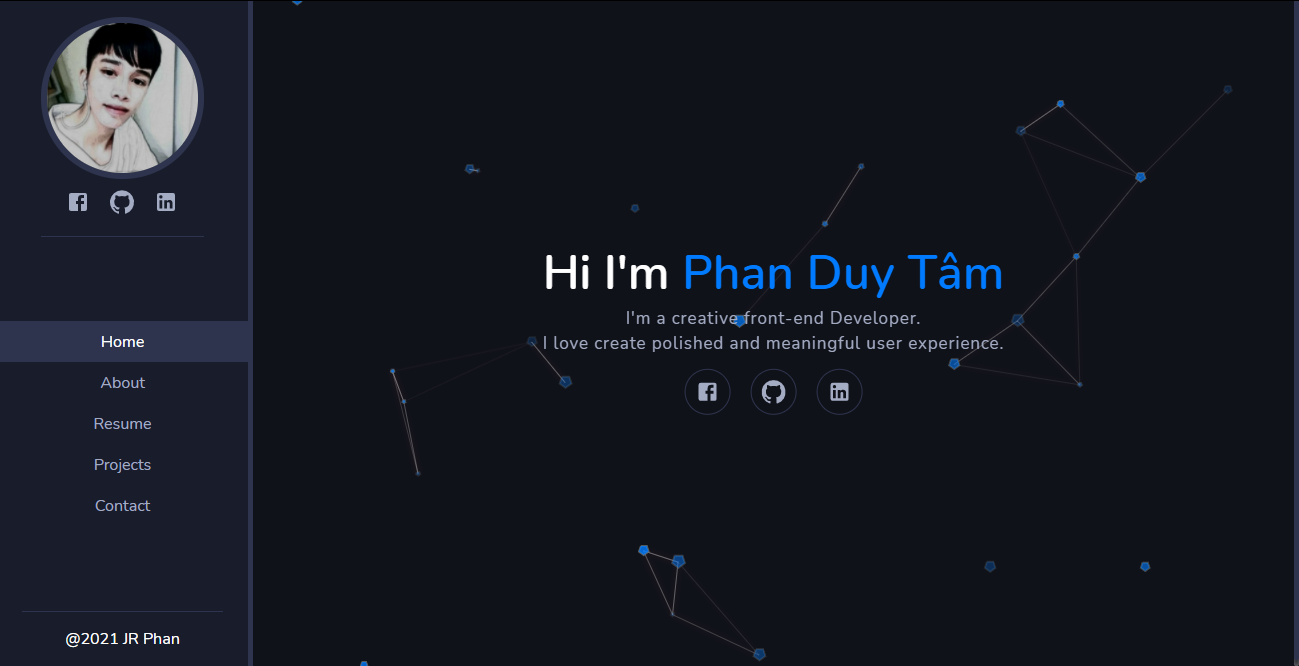 Home
About
Resume
Projects
Contact
@2021 JR Phan
Hi I'm Phan Duy Tâm
I'm a creative front-end Developer.
I love create polished and meaningful user experience.